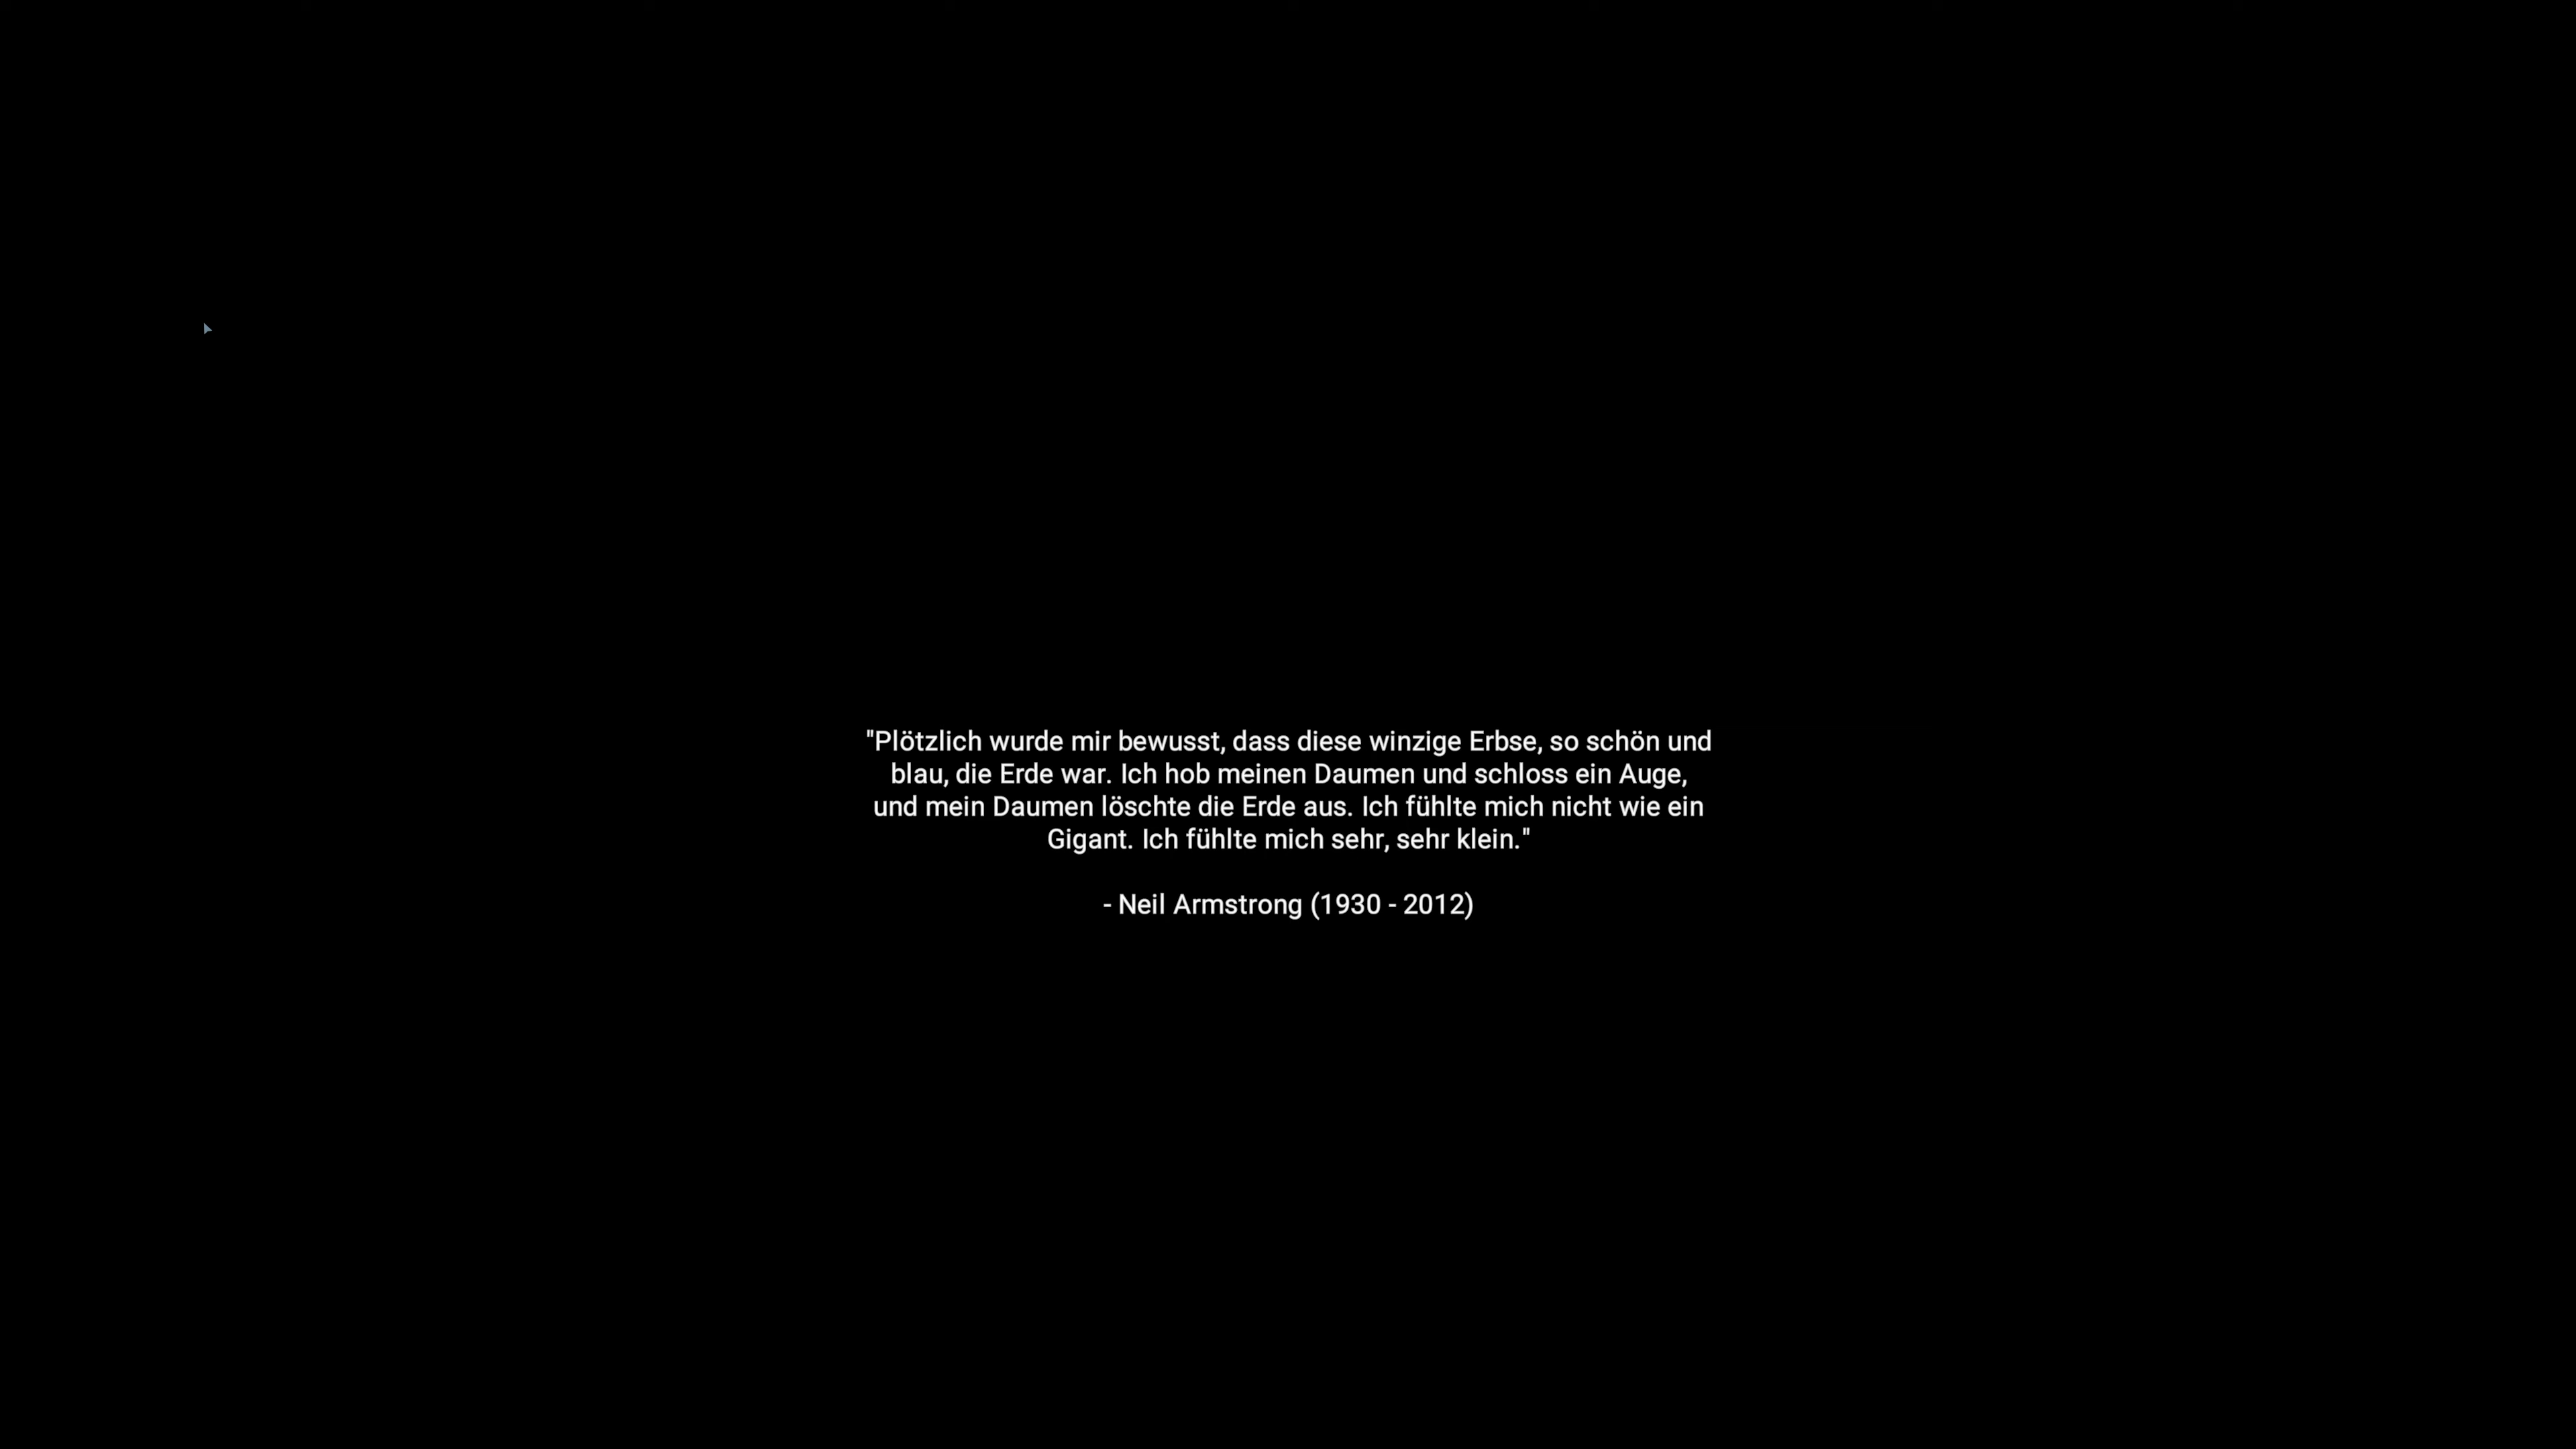 "Plötzlich wurde mir bewusst, dass diese winzige Erbse, so schön und
blau, die Erde war. Ich hob meinen Daumen und schloss ein Auge,
und mein Daumen löschte die Erde aus. Ich fühlte mich nicht wie ein
Gigant. Ich fühlte mich sehr, sehr klein."
- Neil Armstrong (1930 - 2012)